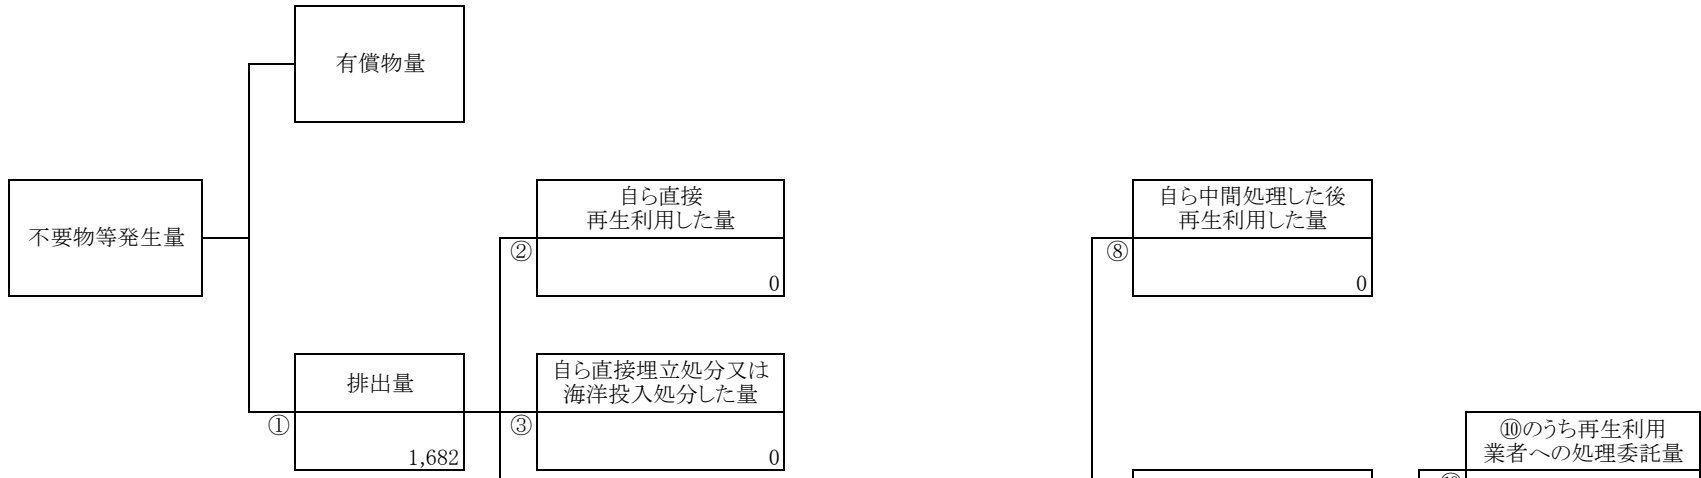 有償物量
不要物等発生量
自ら直接
再生利用した量
②
0
自ら中間処理した後
再生利用した量
⑧
0
排出量
①
1,682
自ら直接埋立処分又は
海洋投入処分した量
③
0
⑩のうち再生利用
業者への処理委託量